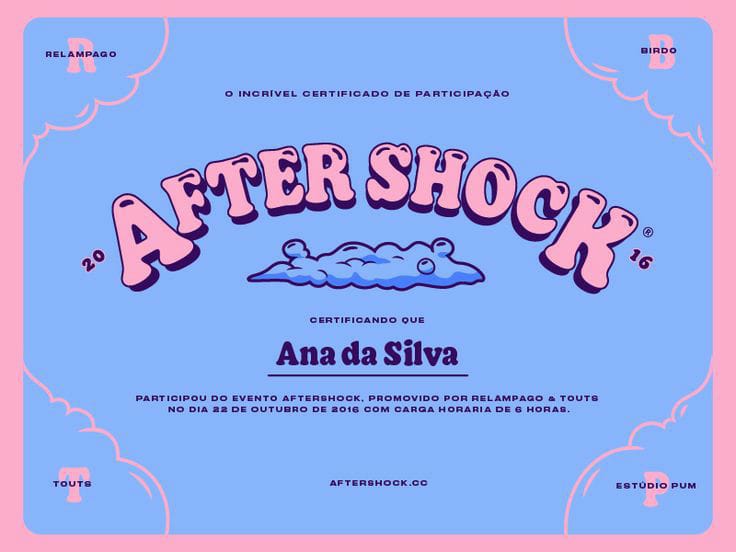 R
RELAMPAGO
B
BIRDO
O INCRÍVEL CERTIFICADO DE PARTICIPAÇÃO
AFTER SHOCK®
20
16
CERTIFICANDO QUE
Ana da Silva
PARTICIPOU DO EVENTO AFTERSHOCK, PROMOVIDO POR RELAMPAGO & TOUTS
NO DIA 22 DE OUTUBRO DE 2016 COM CARGA HORARIA DE 6 HORAS.
T
TOUTS
AFTERSHOCK.CC
P
ESTÚDIO PUM